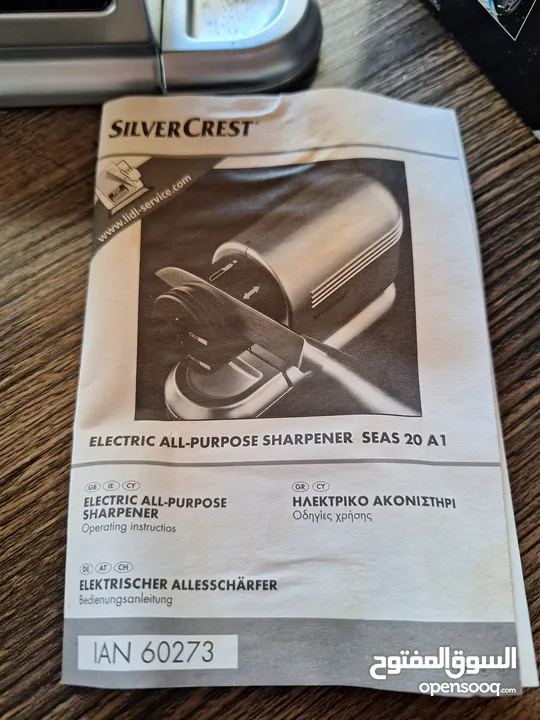 SILVERCREST®
www.lidl-service.com
SILVERCREST
ELECTRIC ALL-PURPOSE SHARPENER SEAS 20 A1
GB IE CY
ELECTRIC ALL-PURPOSE
SHARPENER
Operating instructios
GR CY
ΗΛΕΚΤΡΙΚΟ ΑΚΟΝΙΣΤΗΡΙ
Οδηγίες χρήσης
DE AT CH
ELEKTRISCHER ALLESSCHÄRFER
Bedienungsanleitung
IAN 60273
السوق المفتوح
opensooq.com